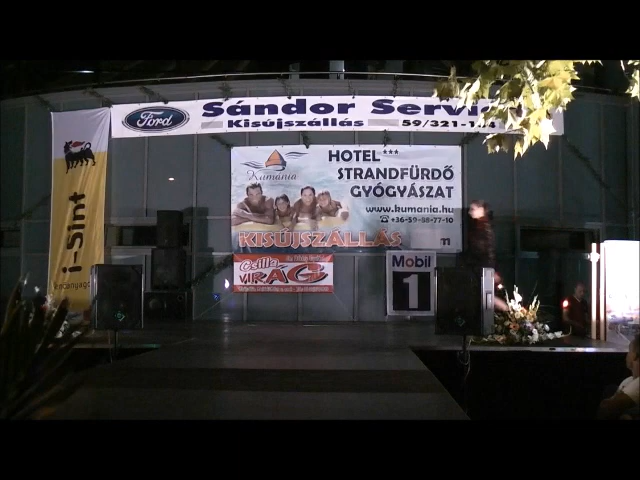 Ford
Sándor Servi
Kisújszállás 59/321-1
HOTEL***
STRANDFÜRDŐ
GYÓGYÁSZAT
Kumánia
www.kumania.hu
KISÚJSZÁLLÁS
Csilla
VIRÁG
Mobil
1
i-Sint